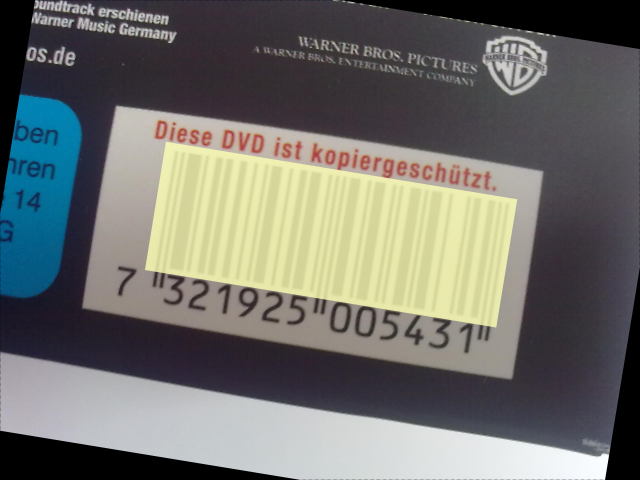 oundtrack erschienen
Warner Music Germany
os.de
WARNER BROS. PICTURES
A WARNER BROS. ENTERTAINMENT COMPANY
WB
WARNER BROS. PICTURES
ben
hren
14
G
Diese DVD ist kopiergeschützt.
7 "321925"005431"